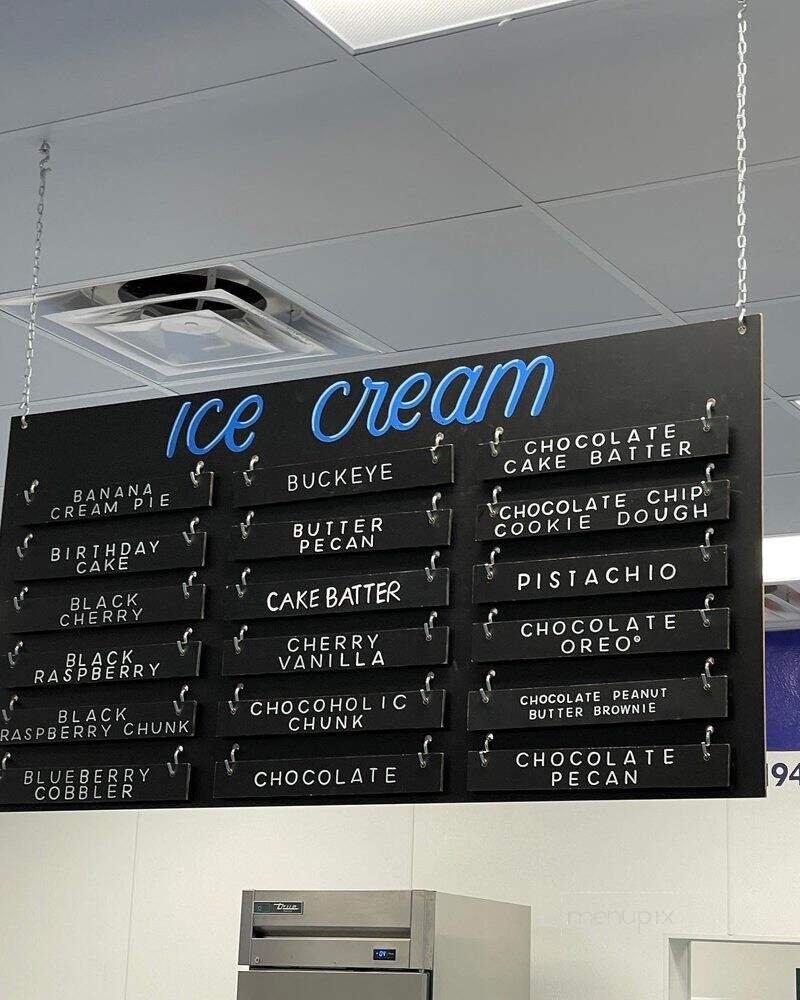 Ice Cream
BANANA
CREAM PIE
BIRTHDAY
CAKE
BLACK
CHERRY
BLACK
RASPBERRY
BLACK
RASPBERRY CHUNK
BLUEBERRY
COBBLER
BUCKEYE
BUTTER
PECAN
CAKE BATTER
CHERRY
VANILLA
CHOCOHOLIC
CHUNK
CHOCOLATE
CHOCOLATE
CAKE BATTER
CHOCOLATE CHIP
COOKIE DOUGH
PISTACHIO
CHOCOLATE
OREO®
CHOCOLATE PEANUT
BUTTER BROWNIE
CHOCOLATE
PECAN
194
True
menupix